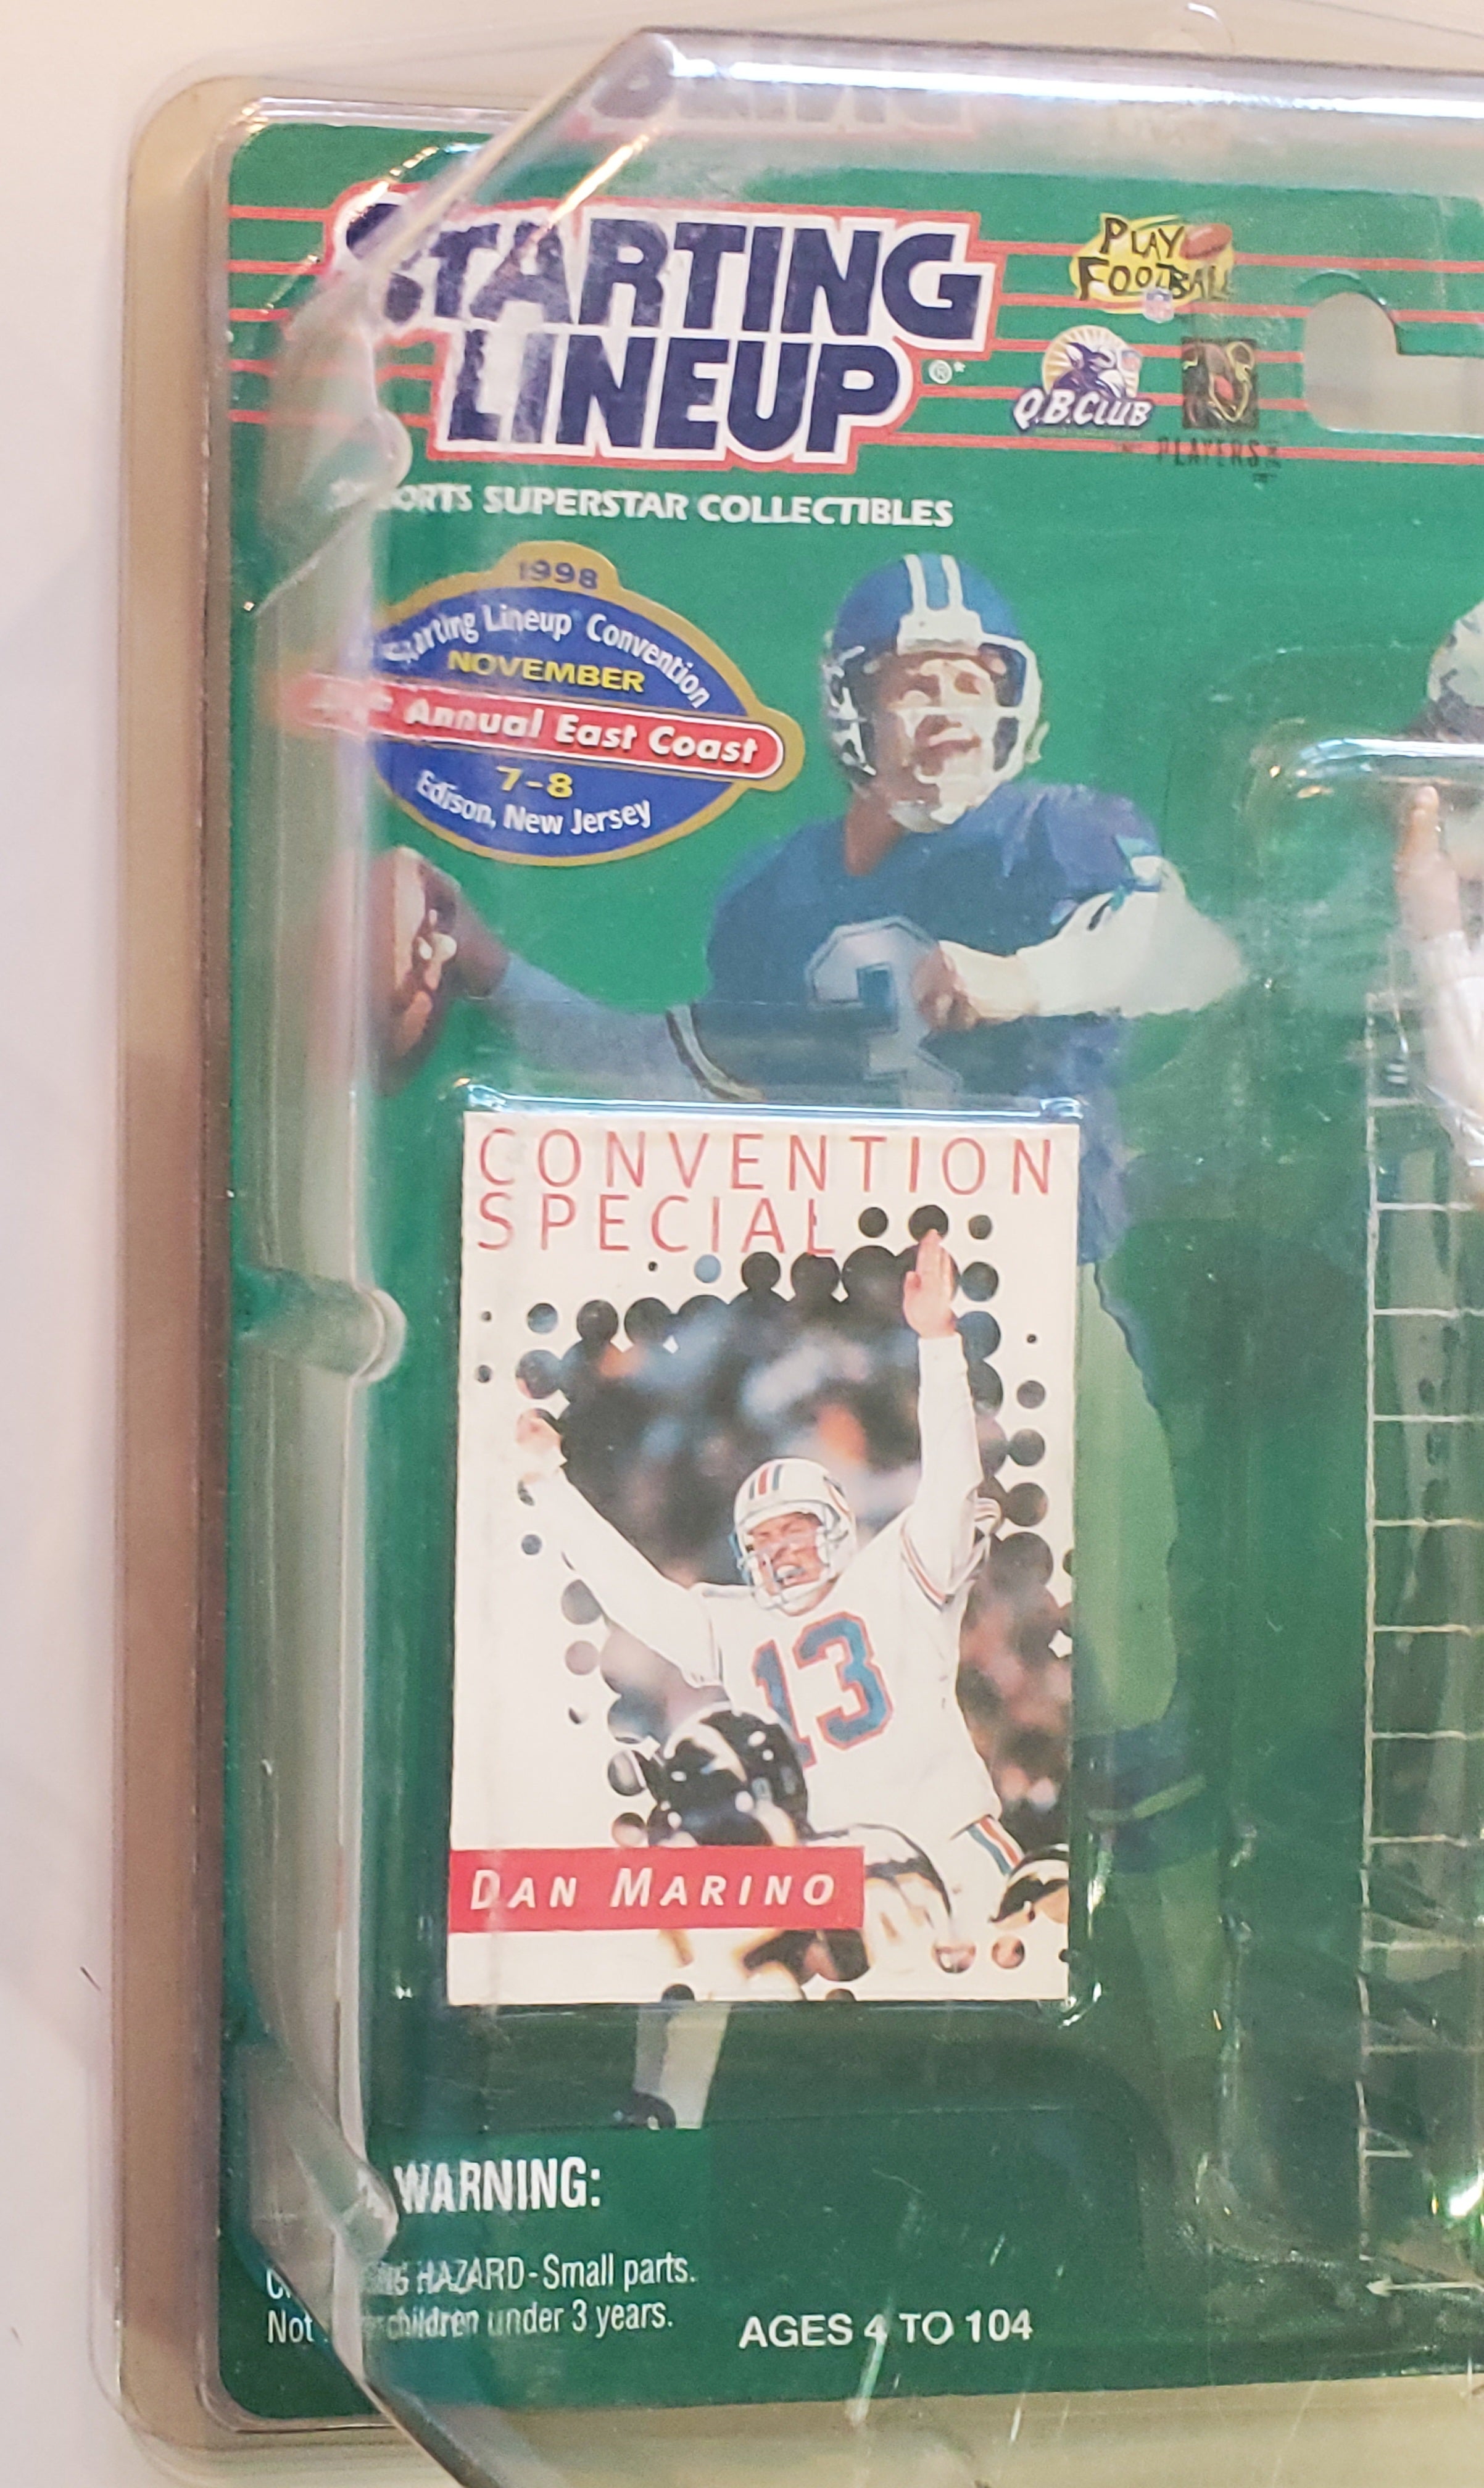 STARTING
LINEUP®*
PLAY
FOOTBALL
Q.B.CLUB
PLAYERS
SPORTS SUPERSTAR COLLECTIBLES
1998
Starting Lineup Convention
NOVEMBER
Annual East Coast
7-8
Edison, New Jersey
CONVENTION
SPECIAL
13
DAN MARINO
WARNING:
HAZARD-Small parts.
Not children under 3 years.
AGES 4 TO 104